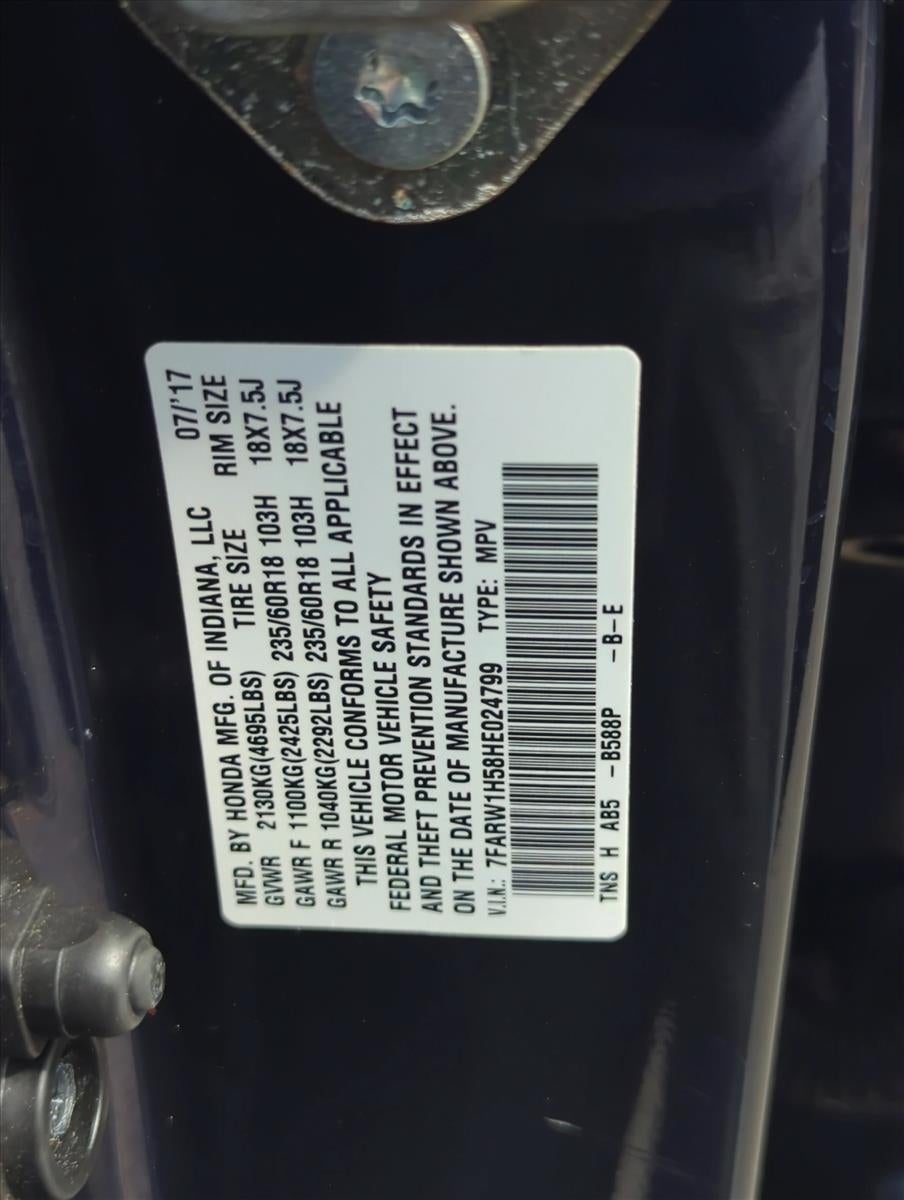 MFD. BY HONDA MFG. OF INDIANA, LLC 07/'17
GVWR 2130KG(4695LBS) TIRE SIZE RIM SIZE
GAWR F 1100KG(2425LBS) 235/60R18 103H 18X7.5J
GAWR R 1040KG(2292LBS) 235/60R18 103H 18X7.5J
THIS VEHICLE CONFORMS TO ALL APPLICABLE
FEDERAL MOTOR VEHICLE SAFETY
AND THEFT PREVENTION STANDARDS IN EFFECT
ON THE DATE OF MANUFACTURE SHOWN ABOVE.
V.I.N.: 7FARW1H58HE024799 TYPE: MPV
TNS H AB5 -B588P -B-E